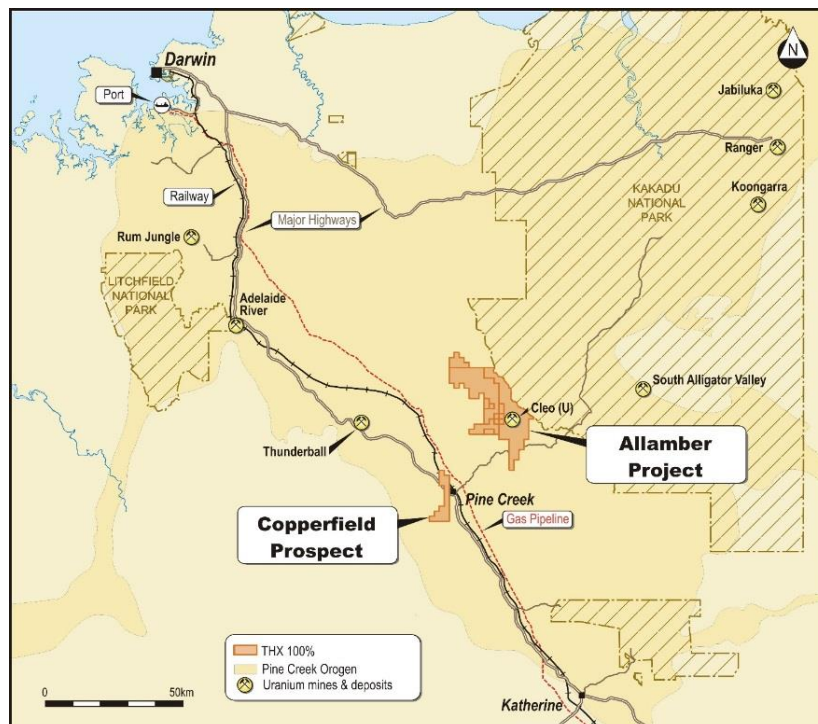 N
Darwin
Port
Jabiluka
Ranger
KAKADU
NATIONAL
PARK
Koongarra
Railway
Major Highways
Rum Jungle
LITCHFIELD
NATIONAL
PARK
Adelaide
River
South Alligator Valley
Cleo (U)
Thunderball
Allamber
Project
Pine Creek
Copperfield
Prospect
Gas Pipeline
THX 100%
Pine Creek Orogen
Uranium mines & deposits
0
50km
Katherine